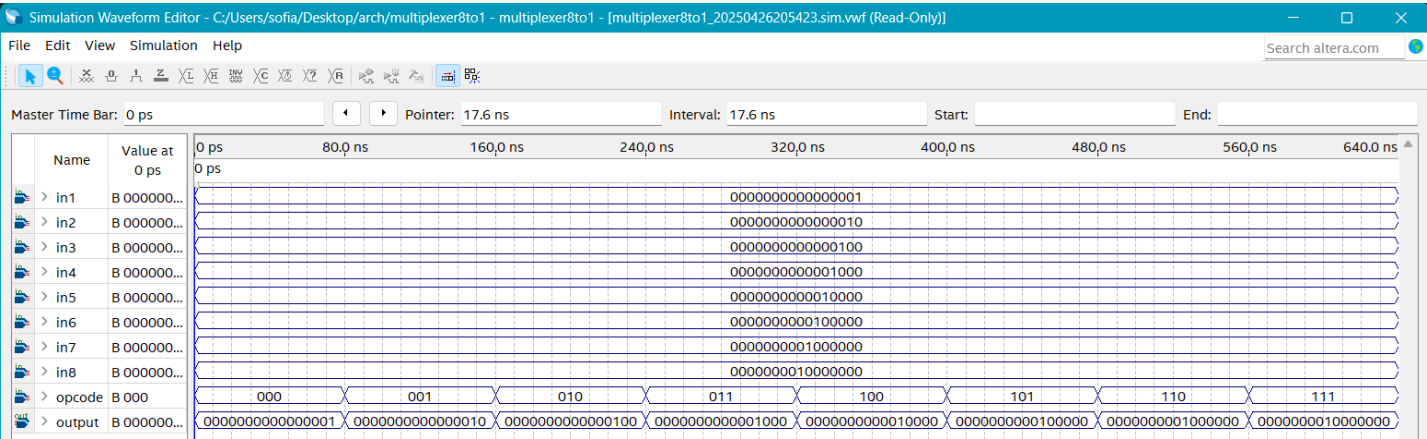 Simulation Waveform Editor - C:/Users/sofia/Desktop/arch/multiplexer8to1 - multiplexer8to1 - [multiplexer8to1_20250426205423.sim.vwf (Read-Only)]
File Edit View Simulation Help
Search altera.com
Master Time Bar: 0 ps Pointer: 17.6 ns Interval: 17.6 ns Start: End:
Name Value at 0 ps 0 ps 80.0 ns 160.0 ns 240.0 ns 320.0 ns 400.0 ns 480.0 ns 560.0 ns 640.0 ns
0 ps
in1 B 000000... 0000000000000001
in2 B 000000... 0000000000000010
in3 B 000000... 0000000000000100
in4 B 000000... 0000000000001000
in5 B 000000... 0000000000010000
in6 B 000000... 0000000000100000
in7 B 000000... 0000000001000000
in8 B 000000... 0000000010000000
opcode B 000 000 001 010 011 100 101 110 111
output B 000000... 0000000000000001 0000000000000010 0000000000000100 0000000000001000 0000000000010000 0000000000100000 0000000001000000 0000000010000000